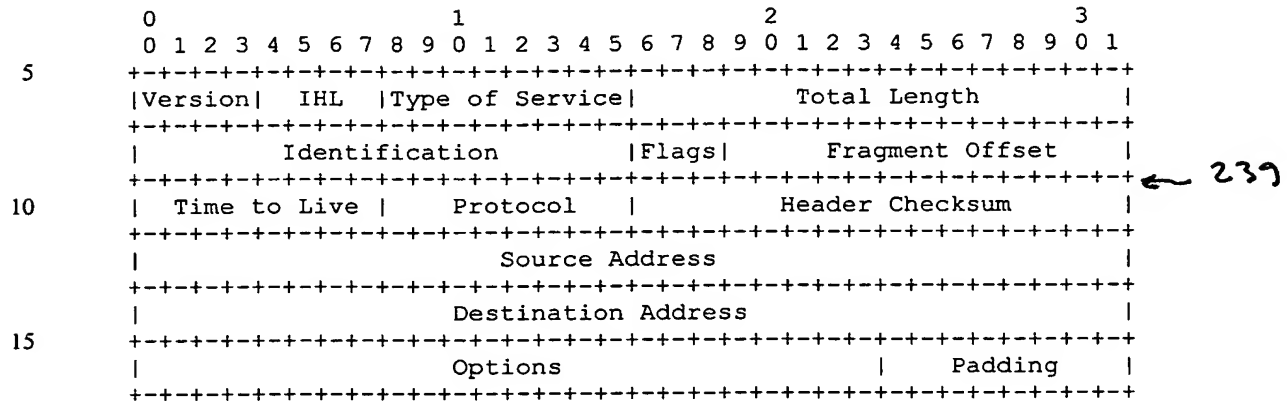 0                   1                   2                   3
0 1 2 3 4 5 6 7 8 9 0 1 2 3 4 5 6 7 8 9 0 1 2 3 4 5 6 7 8 9 0 1
5 +-+-+-+-+-+-+-+-+-+-+-+-+-+-+-+-+-+-+-+-+-+-+-+-+-+-+-+-+-+-+-+-+
|Version|  IHL  |Type of Service|          Total Length         |
+-+-+-+-+-+-+-+-+-+-+-+-+-+-+-+-+-+-+-+-+-+-+-+-+-+-+-+-+-+-+-+-+
|         Identification        |Flags|      Fragment Offset    |
+-+-+-+-+-+-+-+-+-+-+-+-+-+-+-+-+-+-+-+-+-+-+-+-+-+-+-+-+-+-+-+-+ ← 239
10 |  Time to Live |    Protocol   |         Header Checksum       |
+-+-+-+-+-+-+-+-+-+-+-+-+-+-+-+-+-+-+-+-+-+-+-+-+-+-+-+-+-+-+-+-+
|                       Source Address                          |
+-+-+-+-+-+-+-+-+-+-+-+-+-+-+-+-+-+-+-+-+-+-+-+-+-+-+-+-+-+-+-+-+
|                    Destination Address                        |
15 +-+-+-+-+-+-+-+-+-+-+-+-+-+-+-+-+-+-+-+-+-+-+-+-+-+-+-+-+-+-+-+-+
|                    Options                    |    Padding    |
+-+-+-+-+-+-+-+-+-+-+-+-+-+-+-+-+-+-+-+-+-+-+-+-+-+-+-+-+-+-+-+-+